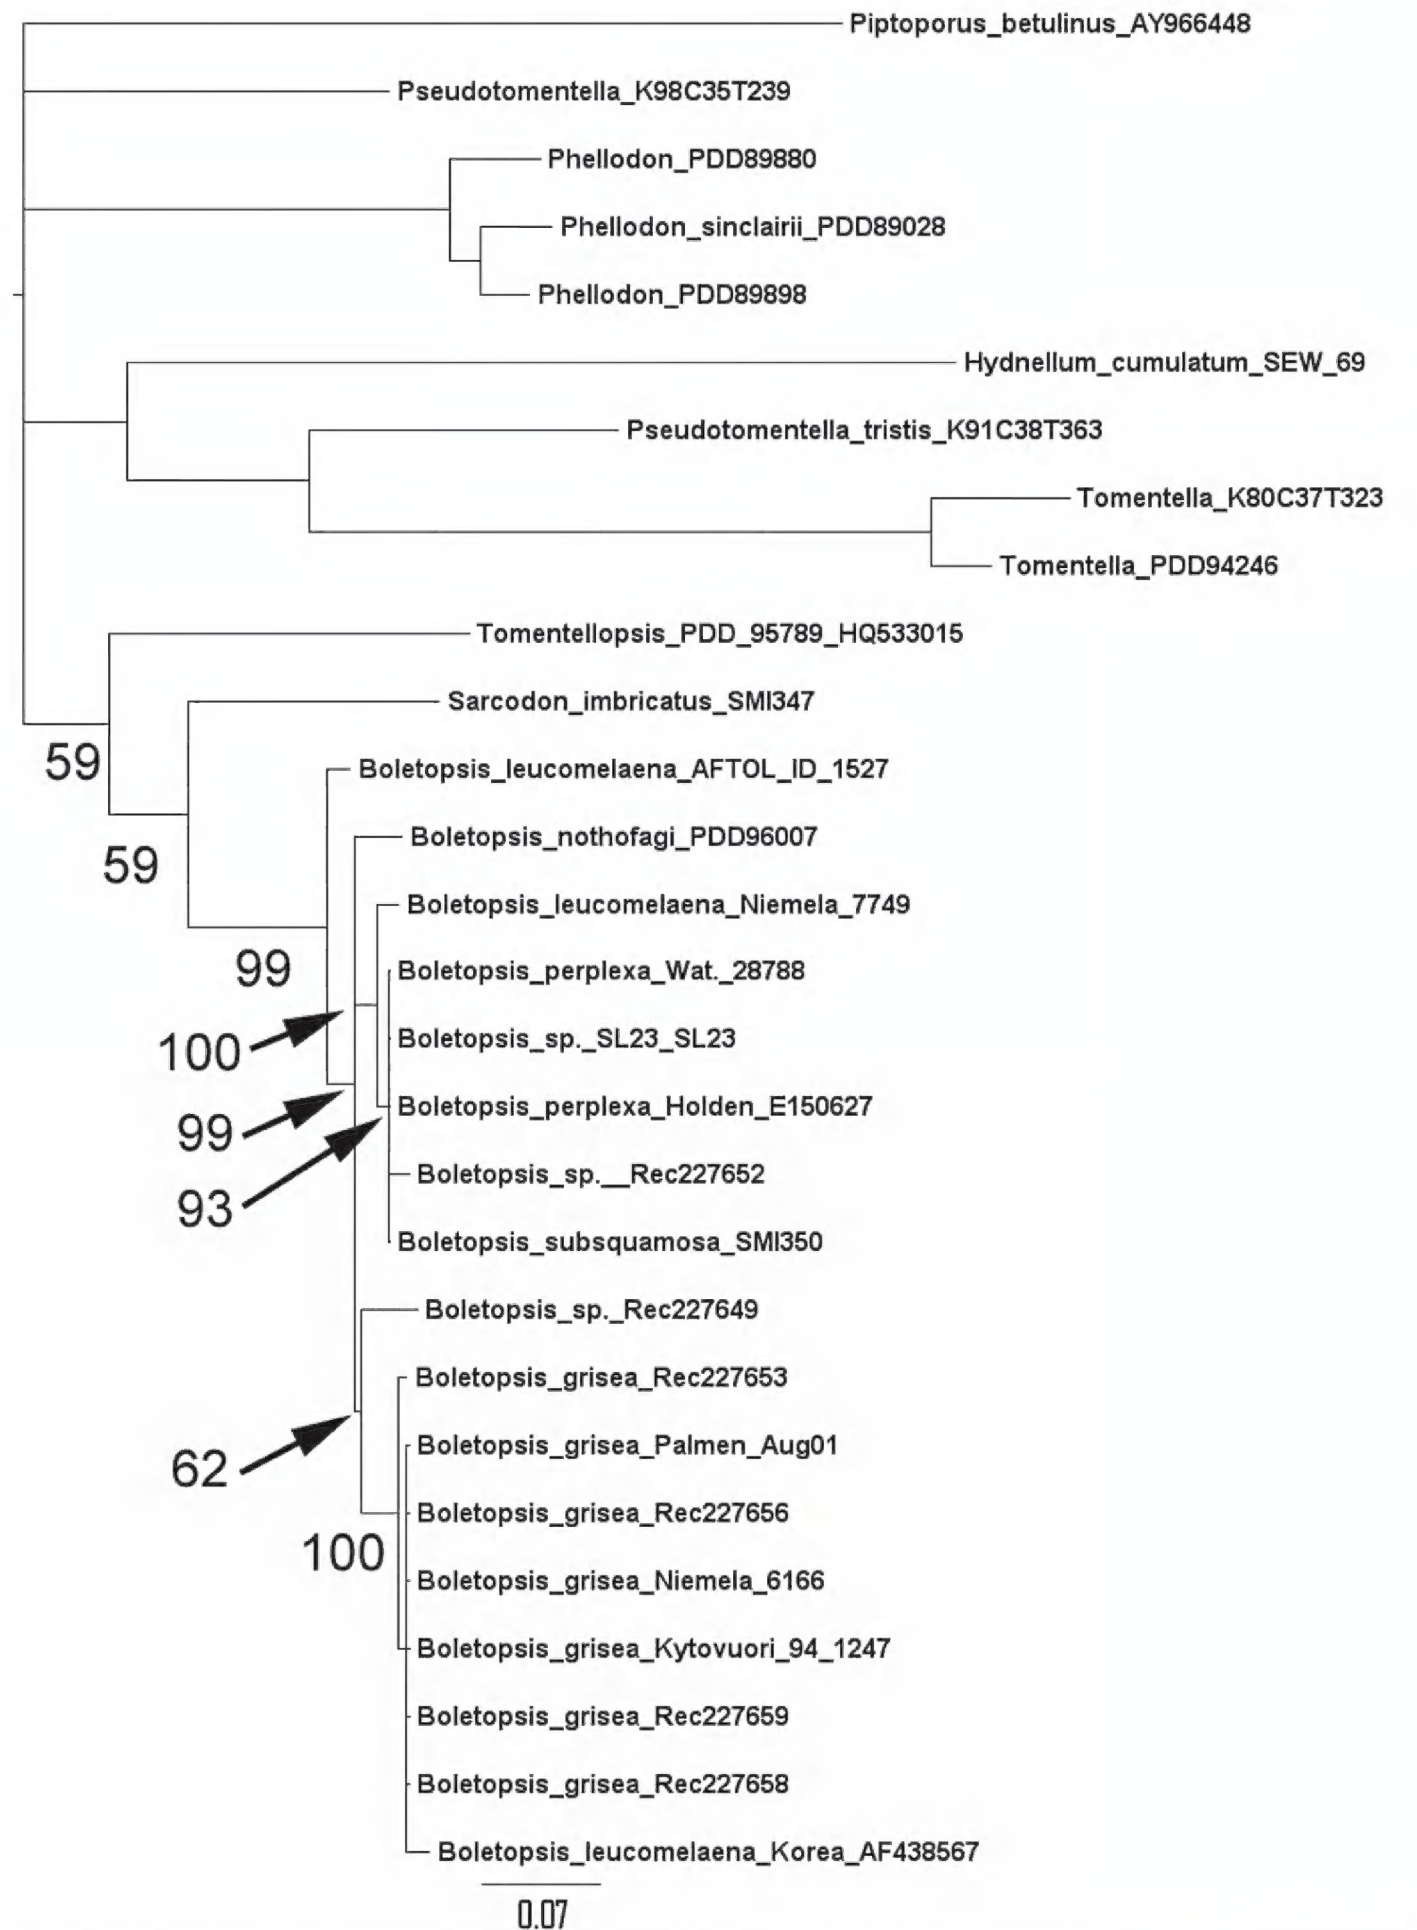 Piptoporus_betulinus_AY966448
Pseudotomentella_K98C35T239
Phellodon_PDD89880
Phellodon_sinclairii_PDD89028
Phellodon_PDD89898
Hydnellum_cumulatum_SEW_69
Pseudotomentella_tristis_K91C38T363
Tomentella_K80C37T323
Tomentella_PDD94246
Tomentellopsis_PDD_95789_HQ533015
Sarcodon_imbricatus_SMI347
59
Boletopsis_leucomelaena_AFTOL_ID_1527
Boletopsis_nothofagi_PDD96007
59
Boletopsis_leucomelaena_Niemela_7749
Boletopsis_perplexa_Wat._28788
99
Boletopsis_sp._SL23_SL23
100
Boletopsis_perplexa_Holden_E150627
99
Boletopsis_sp.__Rec227652
93
Boletopsis_subsquamosa_SMI350
Boletopsis_sp._Rec227649
Boletopsis_grisea_Rec227653
Boletopsis_grisea_Palmen_Aug01
62
Boletopsis_grisea_Rec227656
100
Boletopsis_grisea_Niemela_6166
Boletopsis_grisea_Kytovuori_94_1247
Boletopsis_grisea_Rec227659
Boletopsis_grisea_Rec227658
Boletopsis_leucomelaena_Korea_AF438567
0.07